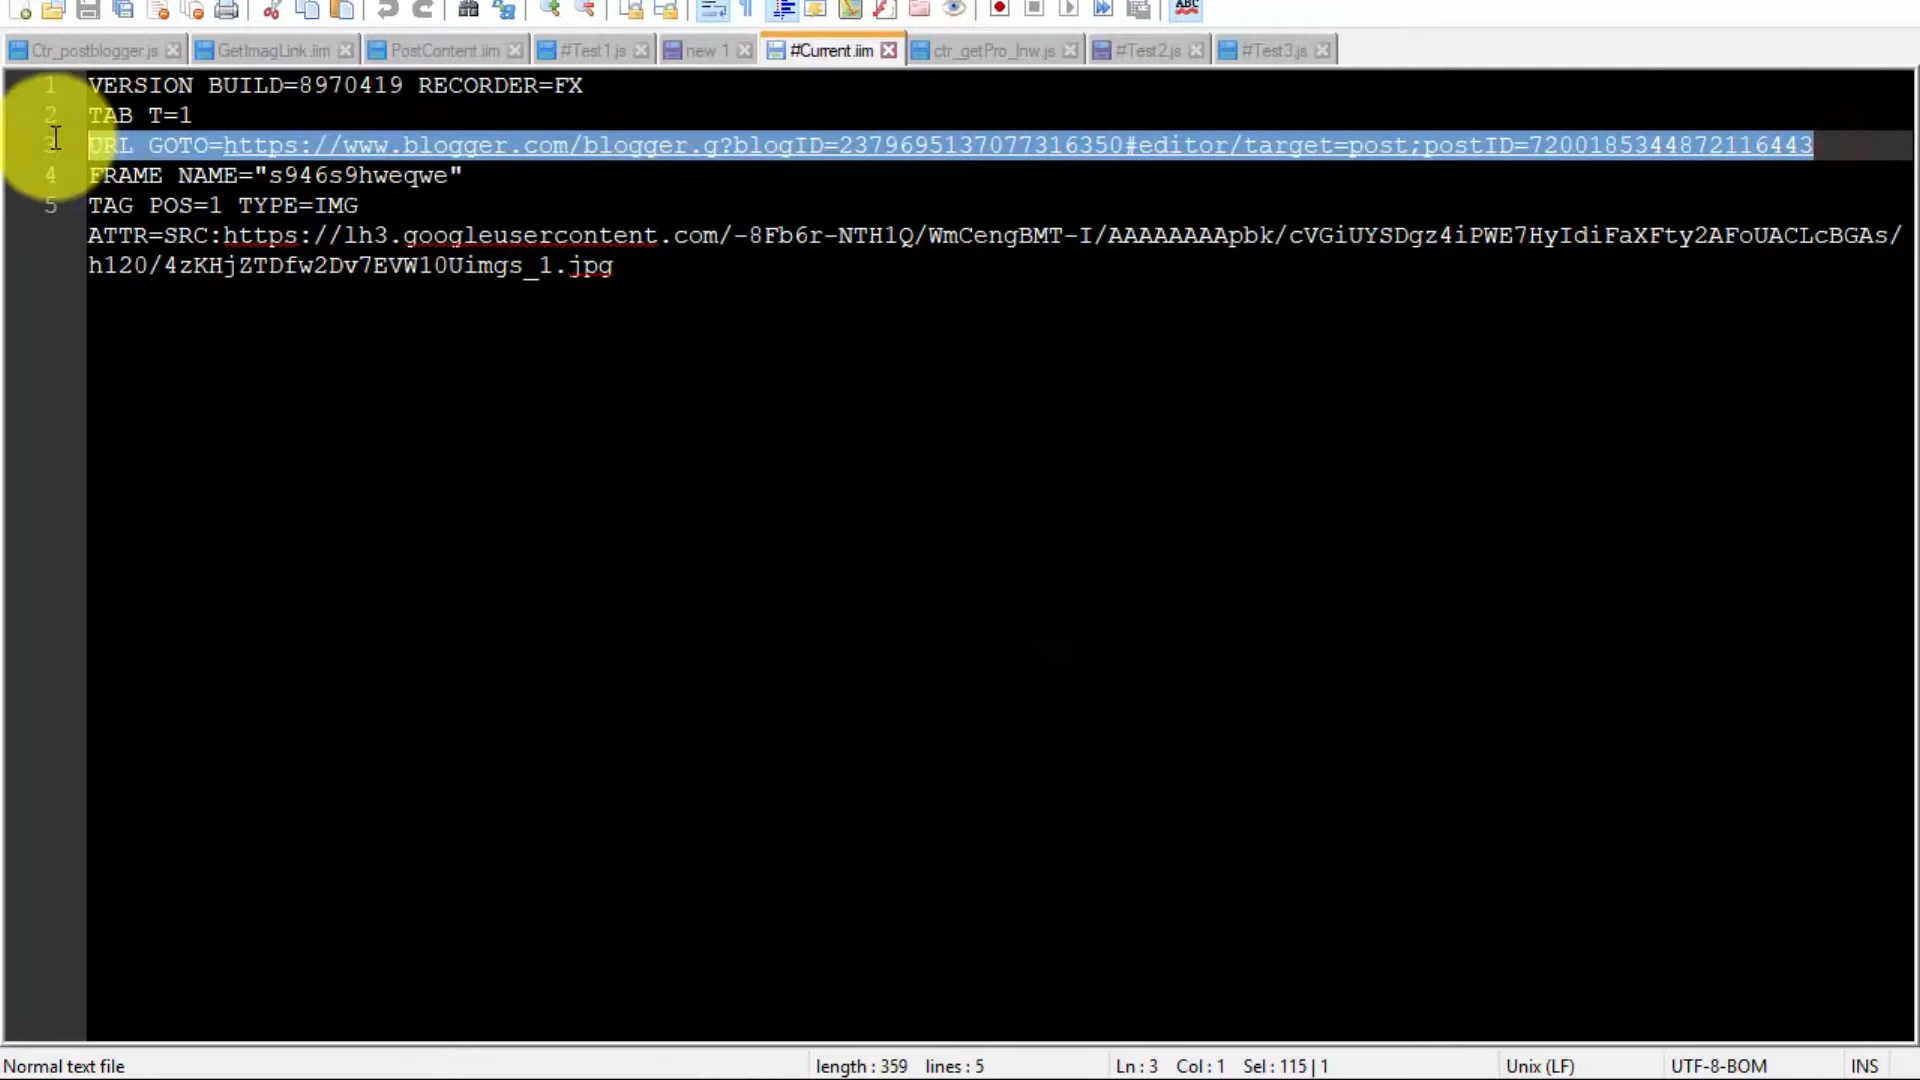 ABC
Ctr_postblogger.js GetImagLink.iim PostContent.iim #Test1.js new 1 #Current.iim ctr_getPro_lnw.js #Test2.js #Test3.js
1 VERSION BUILD=8970419 RECORDER=FX
2 TAB T=1
3 URL GOTO=https://www.blogger.com/blogger.g?blogID=2379695137077316350#editor/target=post;postID=7200185344872116443
4 FRAME NAME="s946s9hweqwe"
5 TAG POS=1 TYPE=IMG
ATTR=SRC:https://lh3.googleusercontent.com/-8Fb6r-NTH1Q/WmCengBMT-I/AAAAAAAApbk/cVGiUYSDgz4iPWE7HyIdiFaXFty2AFoUACLcBGAs/
h120/4zKHjZTDfw2Dv7EVW10Uimgs_1.jpg
Normal text file length : 359 lines : 5 Ln : 3 Col : 1 Sel : 115 | 1 Unix (LF) UTF-8-BOM INS